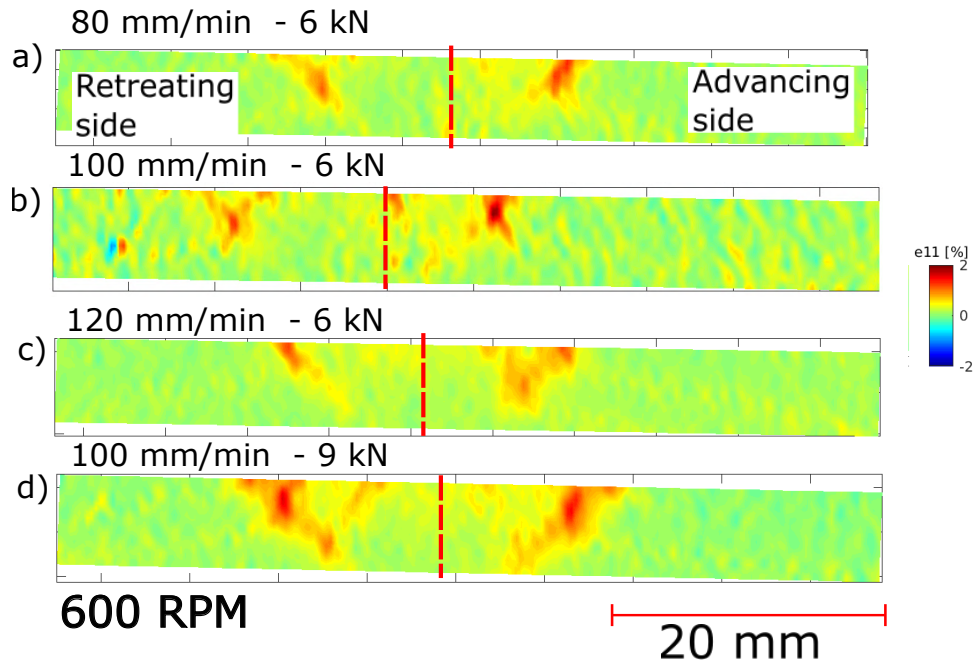 80 mm/min - 6 kN
a)
Retreating
side
Advancing
side
100 mm/min - 6 kN
b)
e11 [%]
2
0
-2
120 mm/min - 6 kN
c)
100 mm/min - 9 kN
d)
600 RPM
20 mm